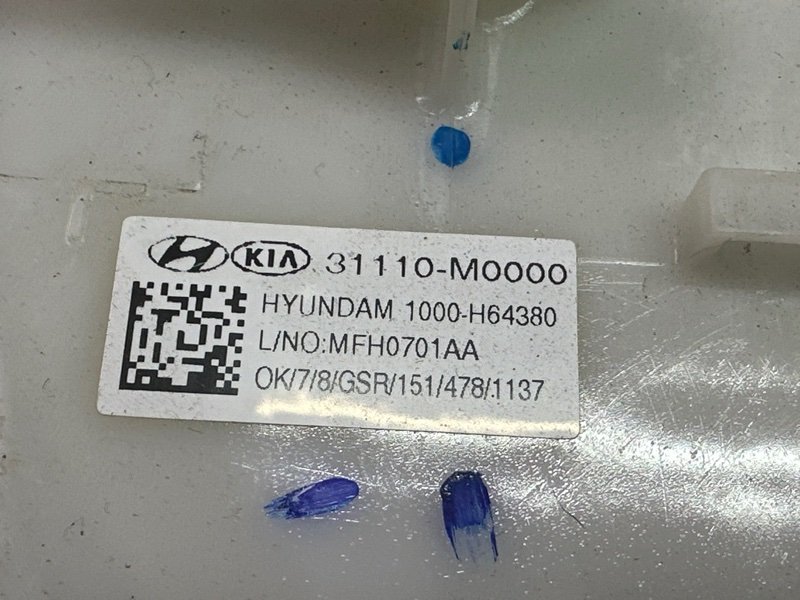 KIA 31110-M0000
HYUNDAM 1000-H64380
L/NO:MFH0701AA
OK/7/8/GSR/151/478/1137